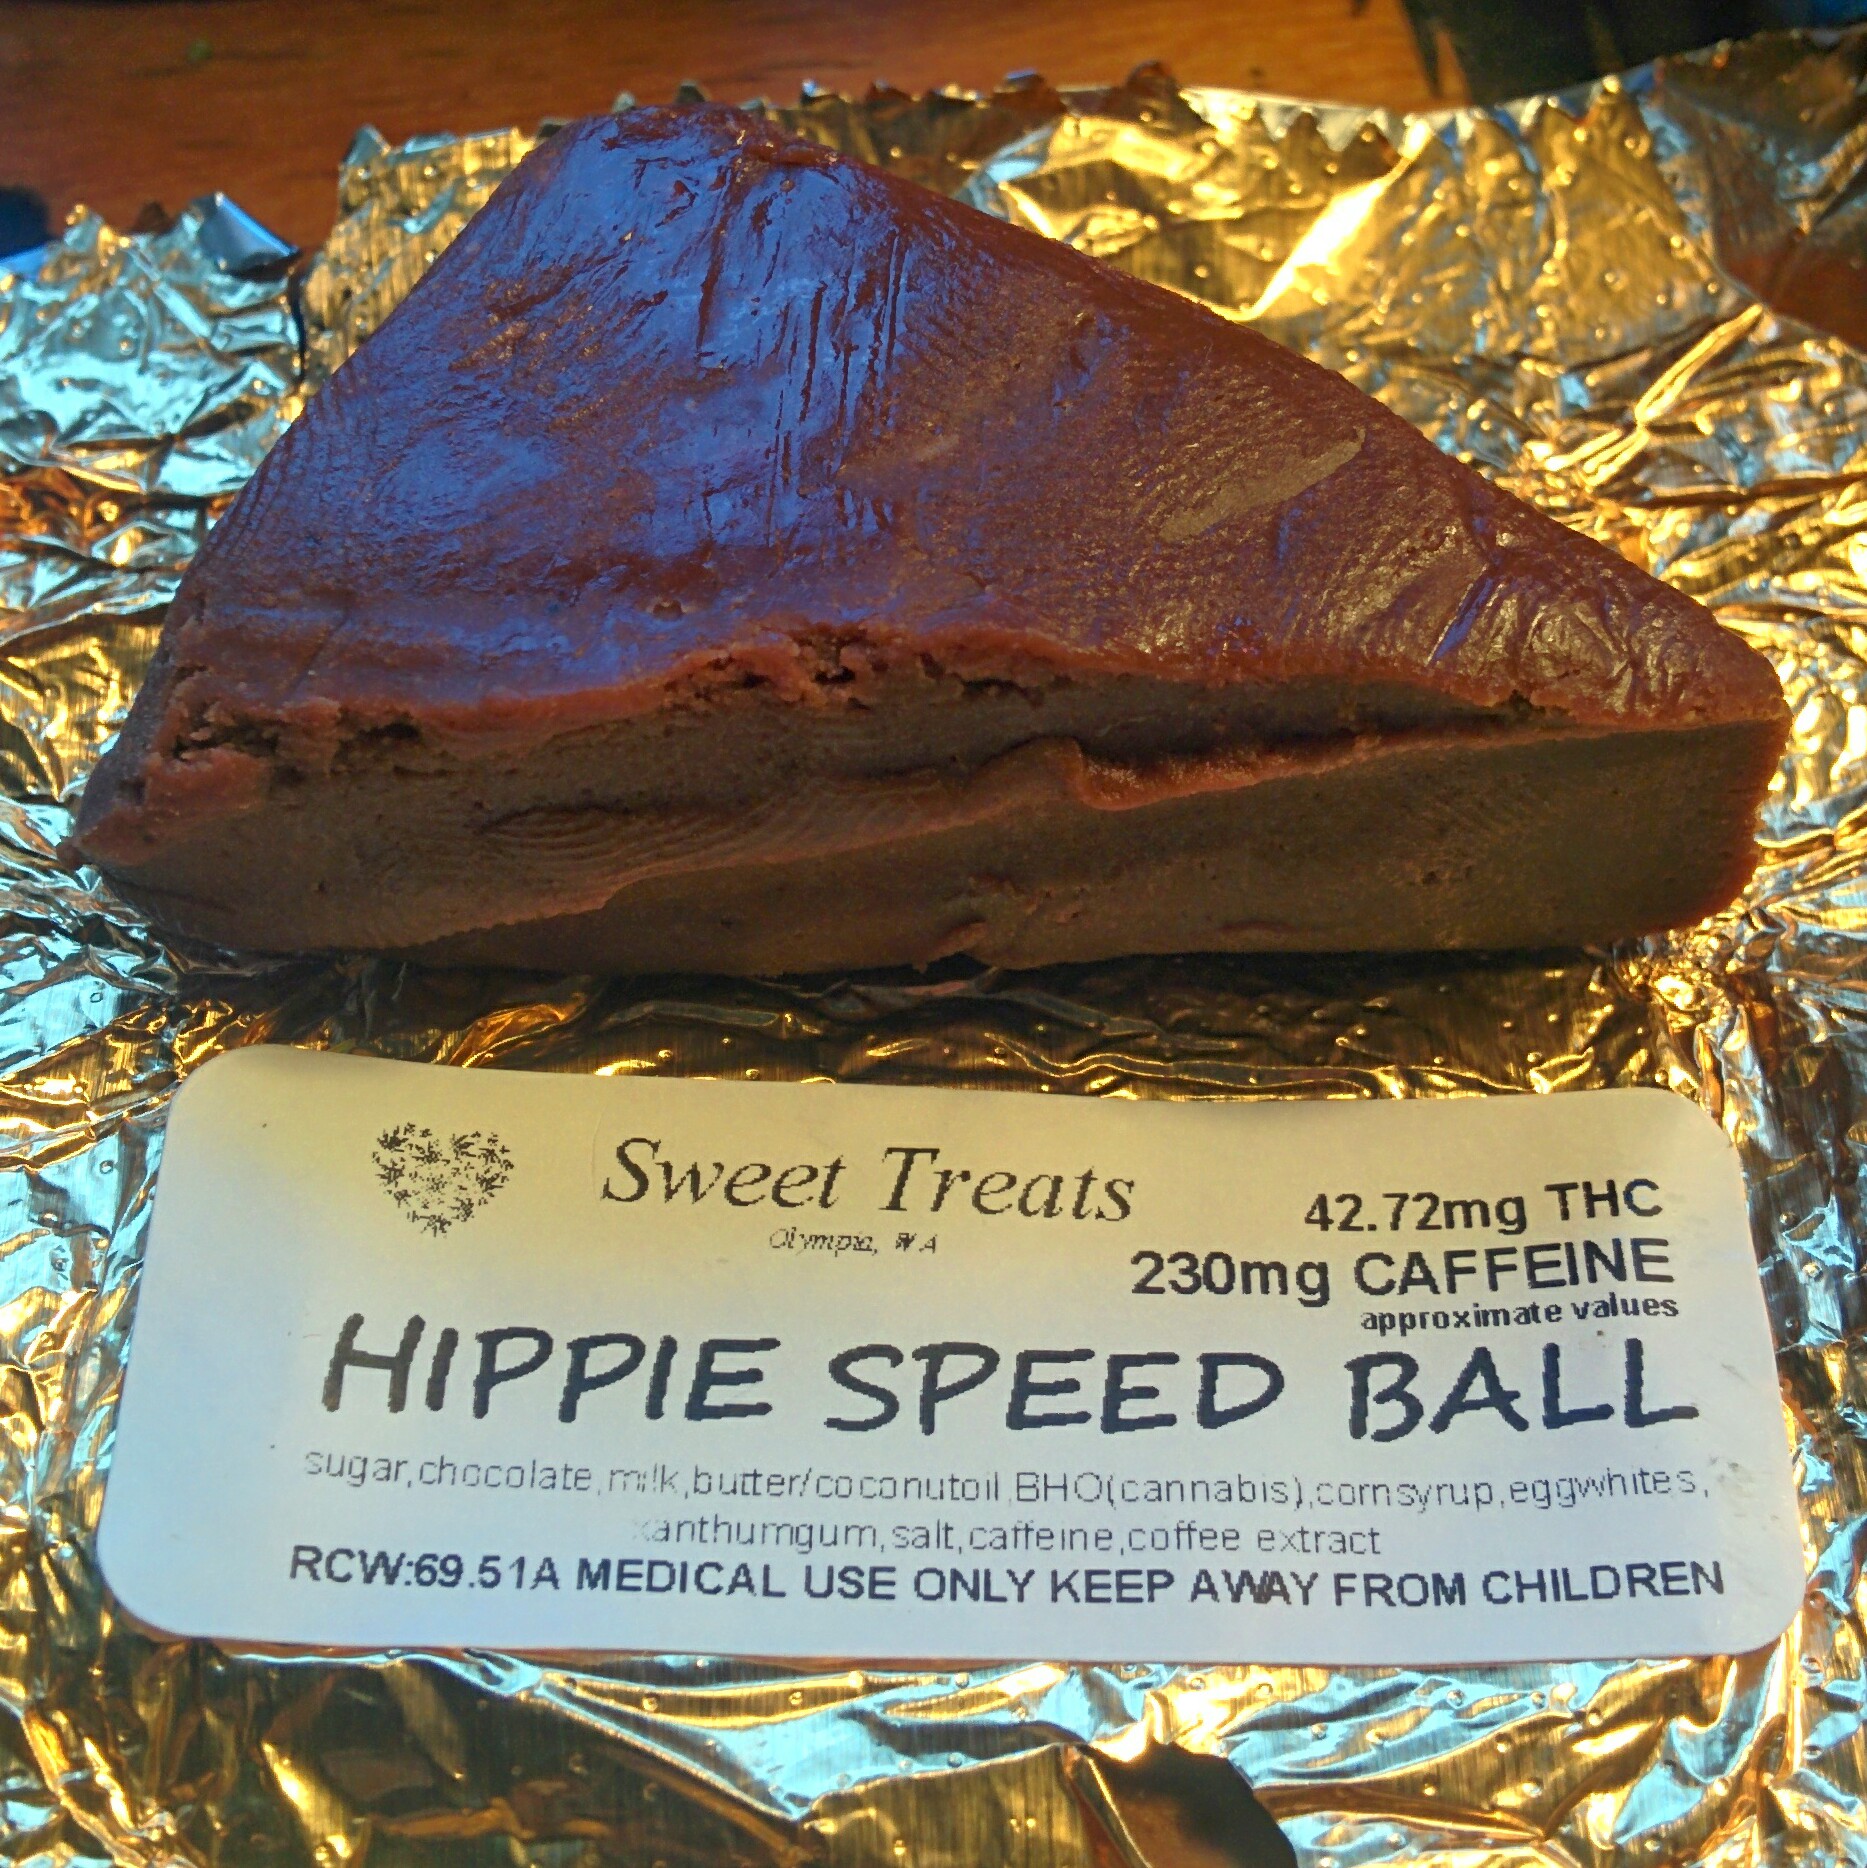 Sweet Treats
Olympia, WA
42.72mg THC
230mg CAFFEINE
approximate values
HIPPIE SPEED BALL
sugar,chocolate,milk,butter/coconutoil,BHO(cannabis),cornsyrup,eggwhites,
xanthumgum,salt,caffeine,coffee extract
RCW:69.51A MEDICAL USE ONLY KEEP AWAY FROM CHILDREN